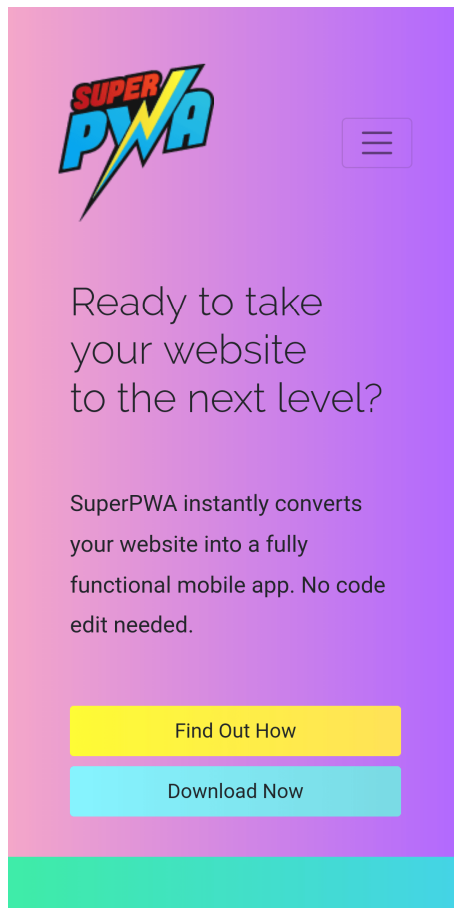 SUPER
PWA
Ready to take
your website
to the next level?
SuperPWA instantly converts
your website into a fully
functional mobile app. No code
edit needed.
Find Out How
Download Now